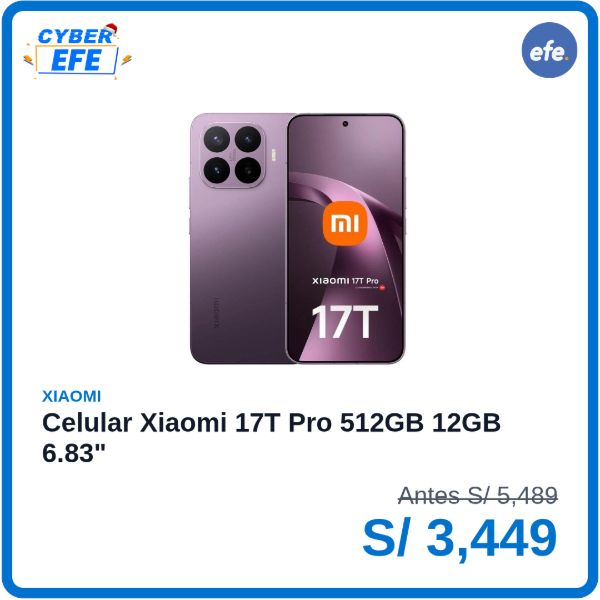 CYBER
EFE
efe.
XIAOMI
xiaomi 17T Pro
17T
XIAOMI
Celular Xiaomi 17T Pro 512GB 12GB
6.83"
Antes S/ 5,489
S/ 3,449